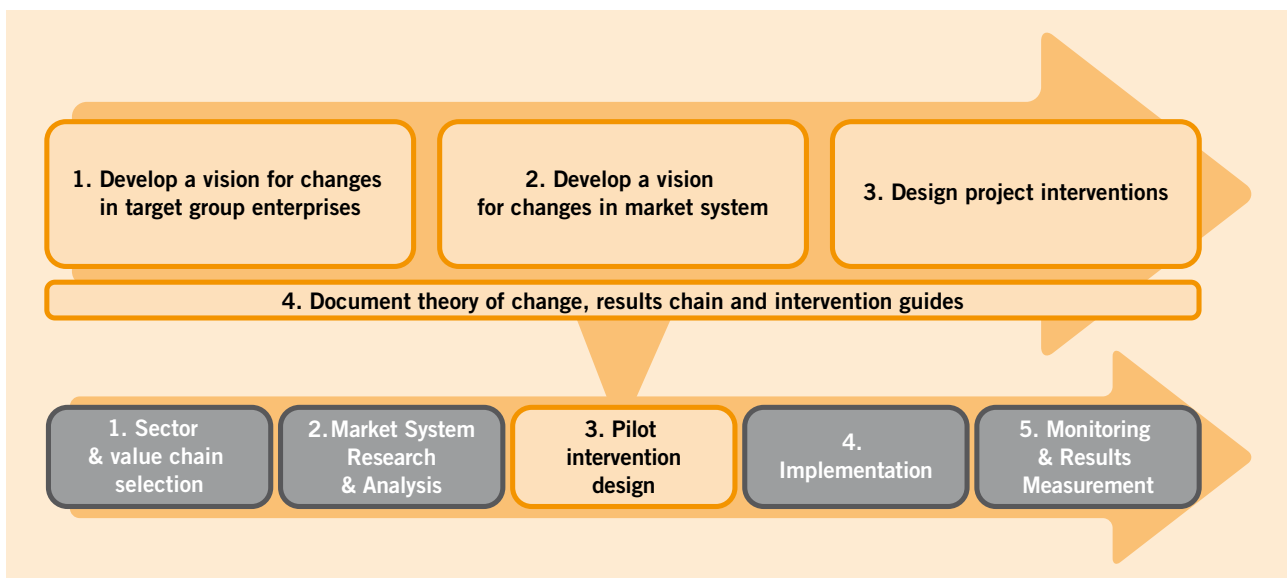 1. Develop a vision for changes
in target group enterprises
2. Develop a vision
for changes in market system
3. Design project interventions
4. Document theory of change, results chain and intervention guides
1. Sector
& value chain
selection
2. Market System
Research
& Analysis
3. Pilot
intervention
design
4.
Implementation
5. Monitoring
& Results
Measurement